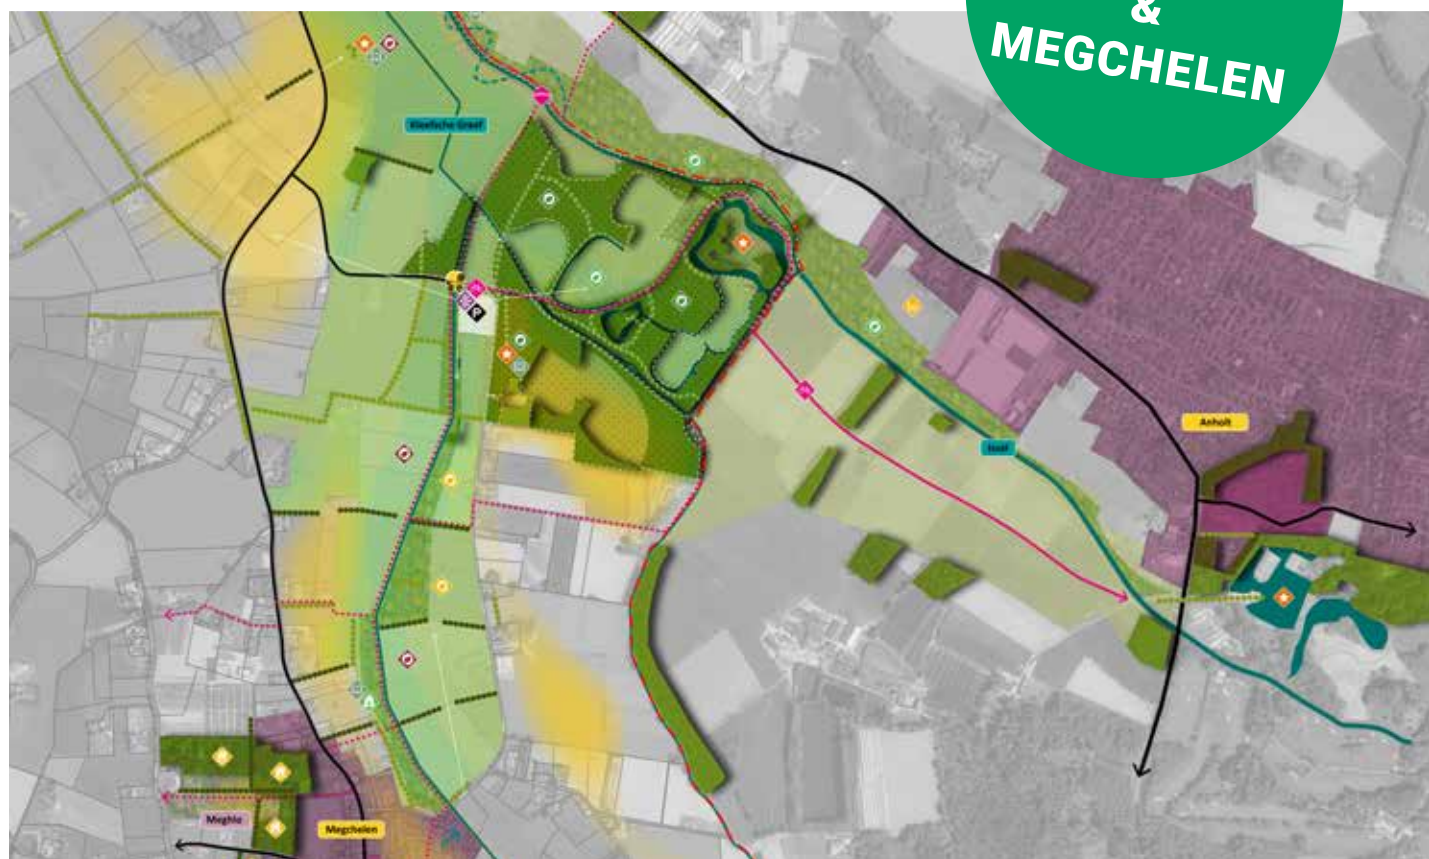 &
MEGCHELEN
Kleefsche Graaf
Anholt
Issel
P
Meghle
Megchelen